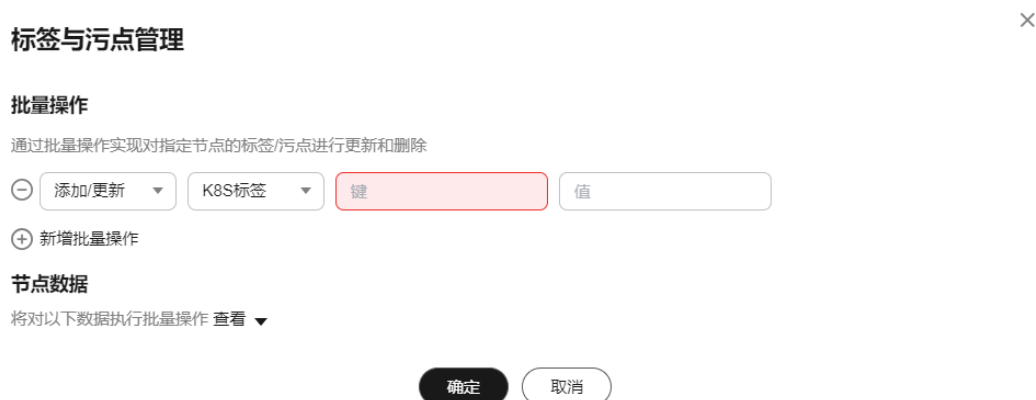 标签与污点管理
批量操作
通过批量操作实现对指定节点的标签/污点进行更新和删除
添加/更新 K8S标签 键 值
新增批量操作
节点数据
将对以下数据执行批量操作 查看
确定 取消